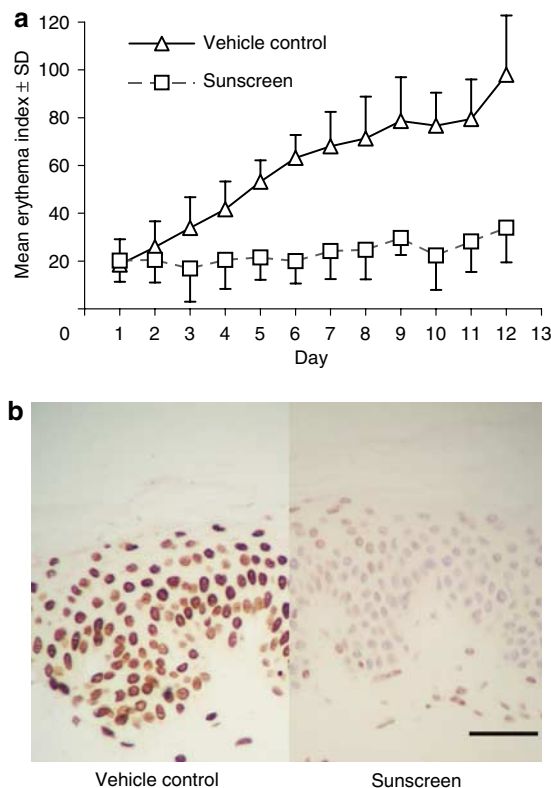 a
120
100
80
60
40
20
0
Mean erythema index ± SD
Vehicle control
Sunscreen
1 2 3 4 5 6 7 8 9 10 11 12 13
Day
b
Vehicle control
Sunscreen